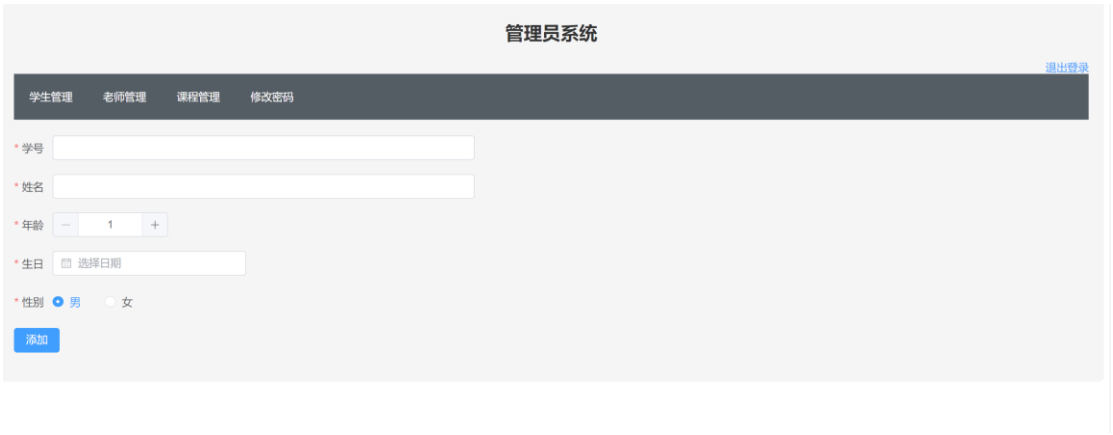 管理员系统
退出登录
学生管理 老师管理 课程管理 修改密码
* 学号
* 姓名
* 年龄 － 1 +
* 生日 选择日期
* 性别 男 女
添加